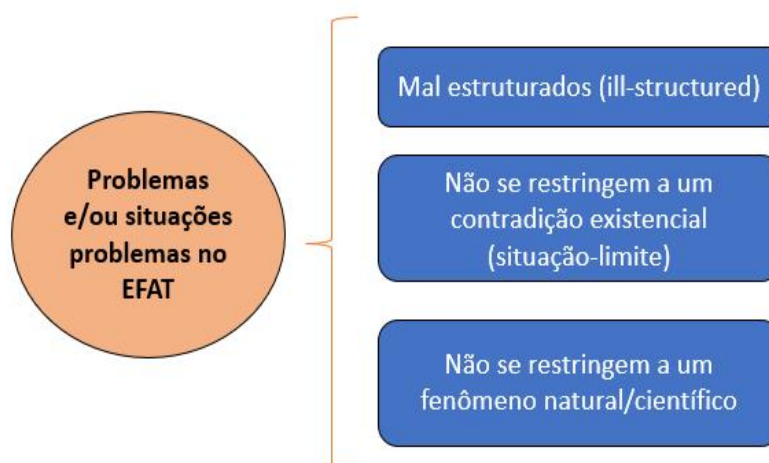 Problemas
e/ou situações
problemas no
EFAT
Mal estruturados (ill-structured)
Não se restringem a um
contradição existencial
(situação-limite)
Não se restringem a um
fenômeno natural/científico